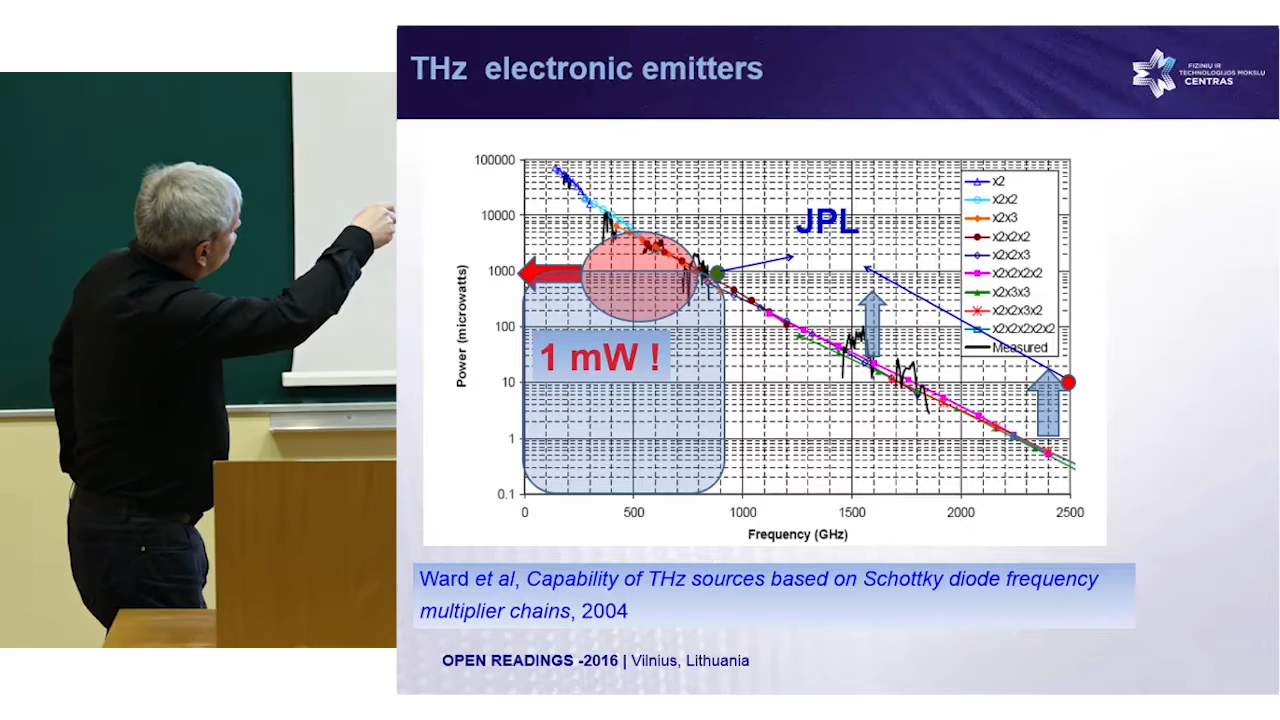 THz electronic emitters
FIZINIŲ IR
TECHNOLOGIJOS MOKSLŲ
CENTRAS
100000
10000
1000
100
10
1
0.1
Power (microwatts)
JPL
1 mW !
x2
x2x2
x2x3
x2x2x2
x2x2x3
x2x2x2x2
x2x3x3
x2x2x3x2
x2x2x2x2x2
Measured
0
500
1000
1500
2000
2500
Frequency (GHz)
Ward et al, Capability of THz sources based on Schottky diode frequency
multiplier chains, 2004
OPEN READINGS -2016 | Vilnius, Lithuania